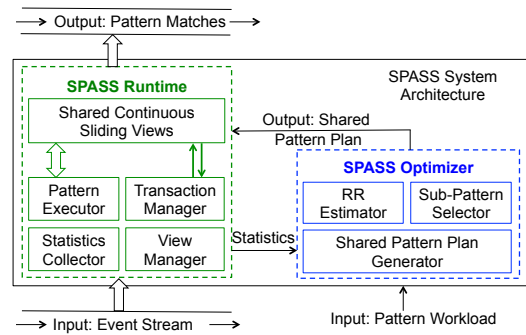 Output: Pattern Matches
SPASS System
Architecture
SPASS Runtime
Shared Continuous
Sliding Views
Output: Shared
Pattern Plan
SPASS Optimizer
Pattern
Executor
Transaction
Manager
RR
Estimator
Sub-Pattern
Selector
Statistics
Collector
View
Manager
Statistics
Shared Pattern Plan
Generator
Input: Event Stream
Input: Pattern Workload